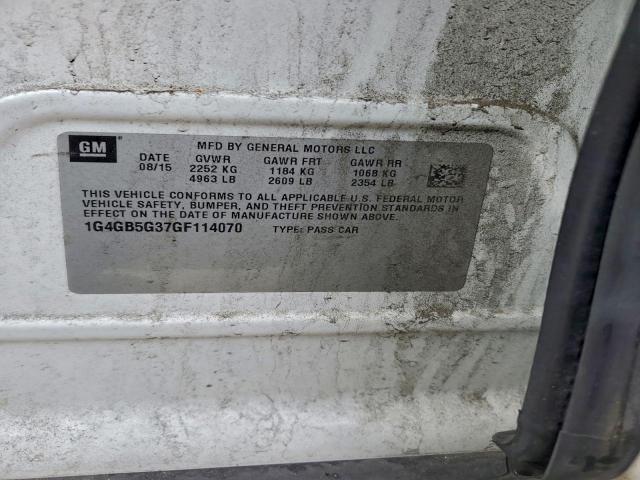 GM
MFD BY GENERAL MOTORS LLC
DATE GVWR GAWR FRT GAWR RR
08/15 2252 KG 1184 KG 1068 KG
4963 LB 2609 LB 2354 LB
THIS VEHICLE CONFORMS TO ALL APPLICABLE U.S. FEDERAL MOTOR
VEHICLE SAFETY, BUMPER, AND THEFT PREVENTION STANDARDS IN
EFFECT ON THE DATE OF MANUFACTURE SHOWN ABOVE.
1G4GB5G37GF114070 TYPE: PASS CAR